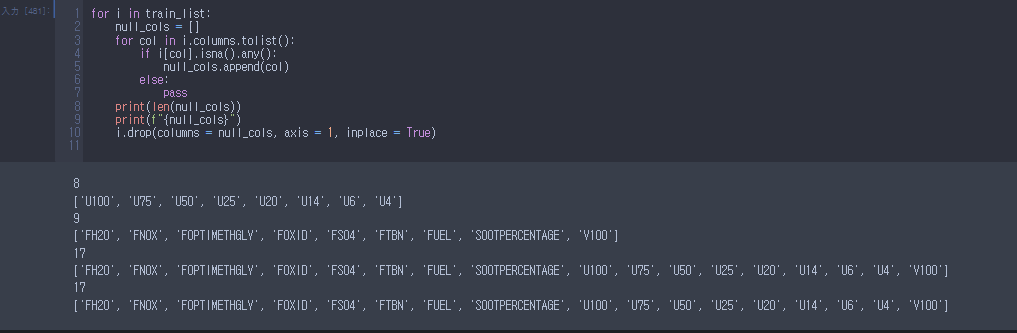 入力 [481]:
1 for i in train_list:
2     null_cols = []
3     for col in i.columns.tolist():
4         if i[col].isna().any():
5             null_cols.append(col)
6         else:
7             pass
8     print(len(null_cols))
9     print(f"{null_cols}")
10     i.drop(columns = null_cols, axis = 1, inplace = True)
11
8
['U100', 'U75', 'U50', 'U25', 'U20', 'U14', 'U6', 'U4']
9
['FH2O', 'FNOX', 'FOPTIMETHGLY', 'FOXID', 'FSO4', 'FTBN', 'FUEL', 'SOOTPERCENTAGE', 'V100']
17
['FH2O', 'FNOX', 'FOPTIMETHGLY', 'FOXID', 'FSO4', 'FTBN', 'FUEL', 'SOOTPERCENTAGE', 'U100', 'U75', 'U50', 'U25', 'U20', 'U14', 'U6', 'U4', 'V100']
17
['FH2O', 'FNOX', 'FOPTIMETHGLY', 'FOXID', 'FSO4', 'FTBN', 'FUEL', 'SOOTPERCENTAGE', 'U100', 'U75', 'U50', 'U25', 'U20', 'U14', 'U6', 'U4', 'V100']